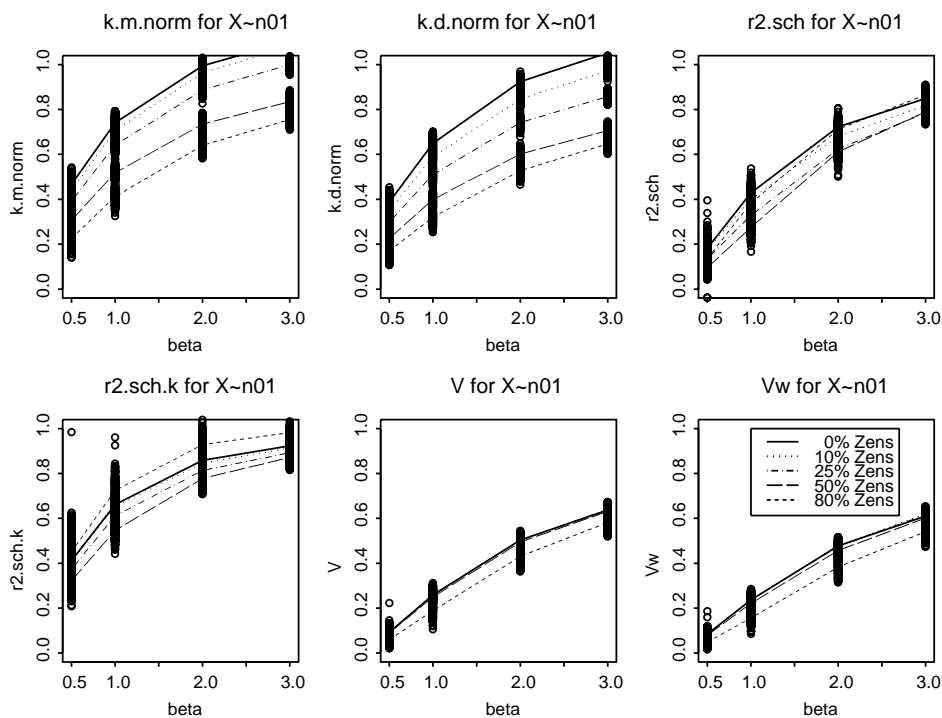 k.m.norm for X~n01
k.m.norm
0.0 0.2 0.4 0.6 0.8 1.0
0.5 1.0 2.0 3.0
beta
k.d.norm for X~n01
k.d.norm
0.0 0.2 0.4 0.6 0.8 1.0
0.5 1.0 2.0 3.0
beta
r2.sch for X~n01
r2.sch
0.0 0.2 0.4 0.6 0.8 1.0
0.5 1.0 2.0 3.0
beta
r2.sch.k for X~n01
r2.sch.k
0.0 0.2 0.4 0.6 0.8 1.0
0.5 1.0 2.0 3.0
beta
V for X~n01
V
0.0 0.2 0.4 0.6 0.8 1.0
0.5 1.0 2.0 3.0
beta
Vw for X~n01
Vw
0.0 0.2 0.4 0.6 0.8 1.0
0% Zens
10% Zens
25% Zens
50% Zens
80% Zens
0.5 1.0 2.0 3.0
beta